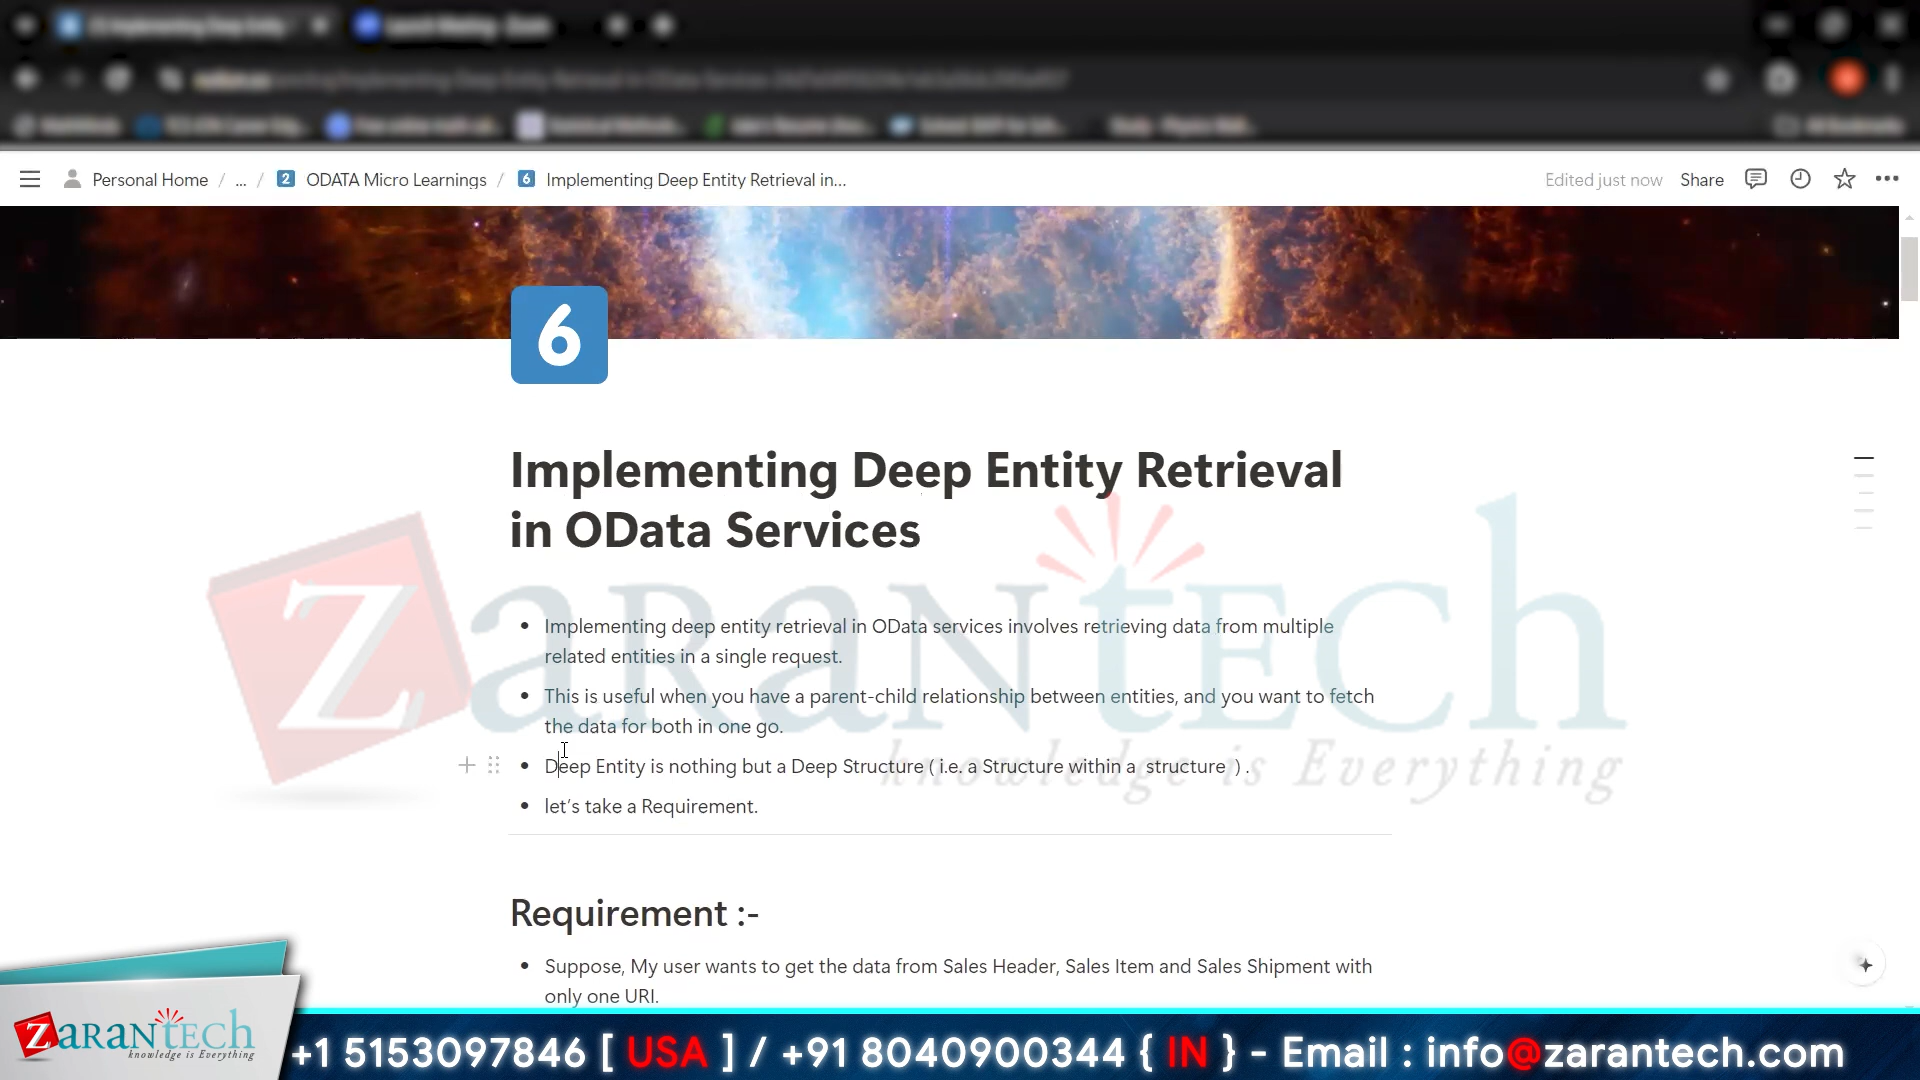 Personal Home / ... / 2 ODATA Micro Learnings / 6 Implementing Deep Entity Retrieval in...
Edited just now Share
6
Implementing Deep Entity Retrieval
in OData Services
• Implementing deep entity retrieval in OData services involves retrieving data from multiple
related entities in a single request.
• This is useful when you have a parent-child relationship between entities, and you want to fetch
the data for both in one go.
• Deep Entity is nothing but a Deep Structure ( i.e. a Structure within a structure ) .
• let's take a Requirement.
ZARANTECH
knowledge is Everything
Requirement :-
• Suppose, My user wants to get the data from Sales Header, Sales Item and Sales Shipment with
only one URI.
ZARANTECH
knowledge is Everything
+1 5153097846 [ USA ] / +91 8040900344 { IN } - Email : info@zarantech.com